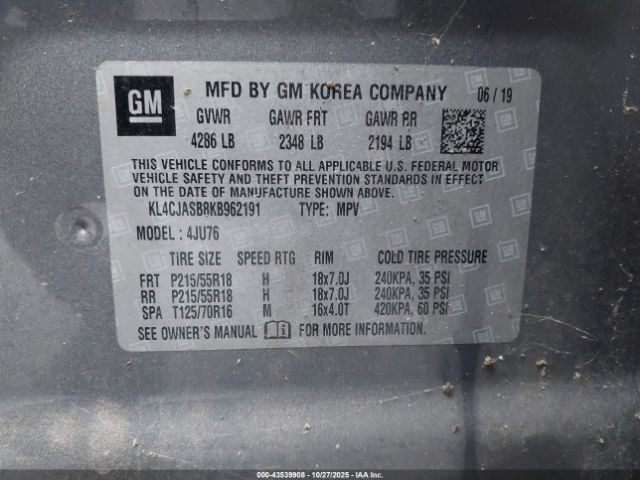 GM MFD BY GM KOREA COMPANY 06 / 19
GVWR GAWR FRT GAWR RR
4286 LB 2348 LB 2194 LB
THIS VEHICLE CONFORMS TO ALL APPLICABLE U.S. FEDERAL MOTOR
VEHICLE SAFETY AND THEFT PREVENTION STANDARDS IN EFFECT
ON DATE OF MANUFACTURE SHOWN ABOVE.
KL4CJASB8KB962191 TYPE: MPV
MODEL : 4JU76
TIRE SIZE SPEED RTG RIM COLD TIRE PRESSURE
FRT P215/55R18 H 18x7.0J 240KPA, 35 PSI
RR P215/55R18 H 18x7.0J 240KPA, 35 PSI
SPA T125/70R16 M 16x4.0T 420KPA, 60 PSI
SEE OWNER'S MANUAL FOR MORE INFORMATION.
000-43539908 - 10/27/2025 - IAAI.com